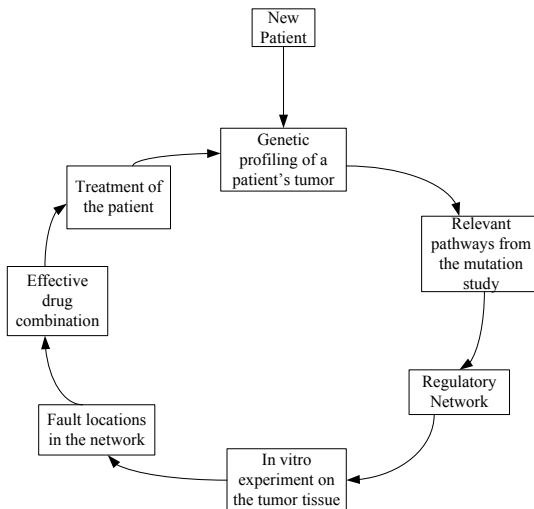 New
Patient
Genetic
profiling of a
patient's tumor
Relevant
pathways from
the mutation
study
Regulatory
Network
In vitro
experiment on
the tumor tissue
Fault locations
in the network
Effective
drug
combination
Treatment of
the patient